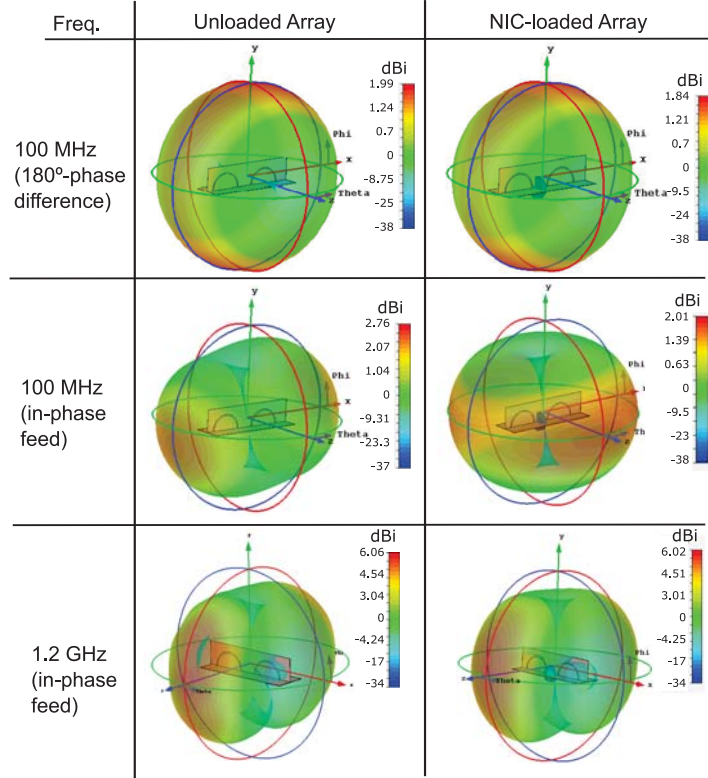 Freq.
Unloaded Array
NIC-loaded Array
100 MHz
(180º-phase
difference)
y
dBi
1.99
1.24
0.7
0
-8.75
-25
-38
Phi
x
Theta
z
y
dBi
1.84
1.21
0.7
0
-9.5
-24
-38
Phi
x
Theta
z
100 MHz
(in-phase
feed)
y
dBi
2.76
2.07
1.04
0
-9.31
-23.3
-37
Phi
x
Theta
z
y
dBi
2.01
1.39
0.63
0
-9.5
-23
-38
Phi
Th
z
1.2 GHz
(in-phase
feed)
dBi
6.06
4.51
3.04
0
-4.24
-17
-34
y
dBi
6.02
4.54
3.01
0
-4.25
-17
-34
Phi
z
Theta
x